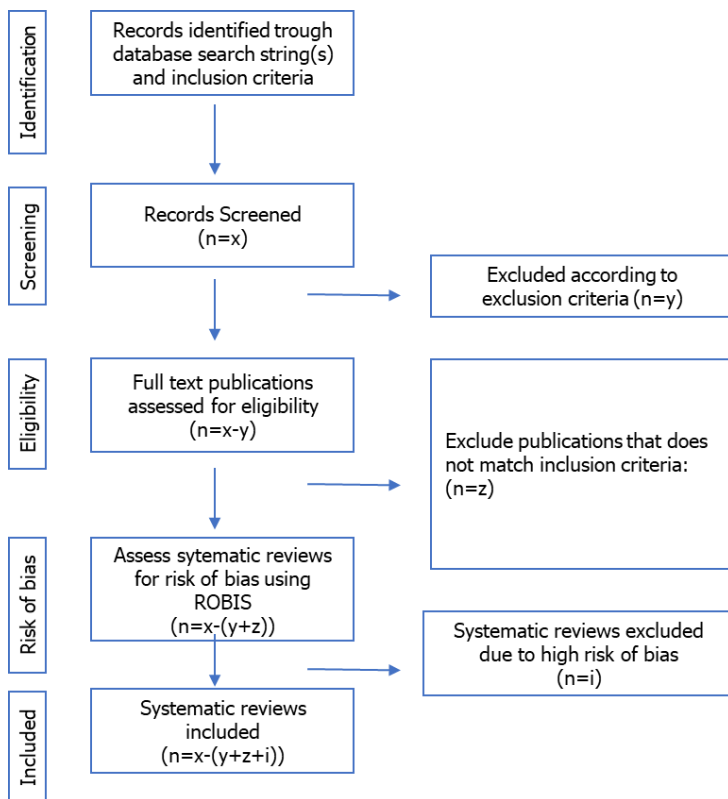 Identification
Records identified trough
database search string(s)
and inclusion criteria
Screening
Records Screened
(n=x)
Excluded according to
exclusion criteria (n=y)
Eligibility
Full text publications
assessed for eligibility
(n=x-y)
Exclude publications that does
not match inclusion criteria:
(n=z)
Risk of bias
Assess sytematic reviews
for risk of bias using
ROBIS
(n=x-(y+z))
Systematic reviews excluded
due to high risk of bias
(n=i)
Included
Systematic reviews
included
(n=x-(y+z+i))